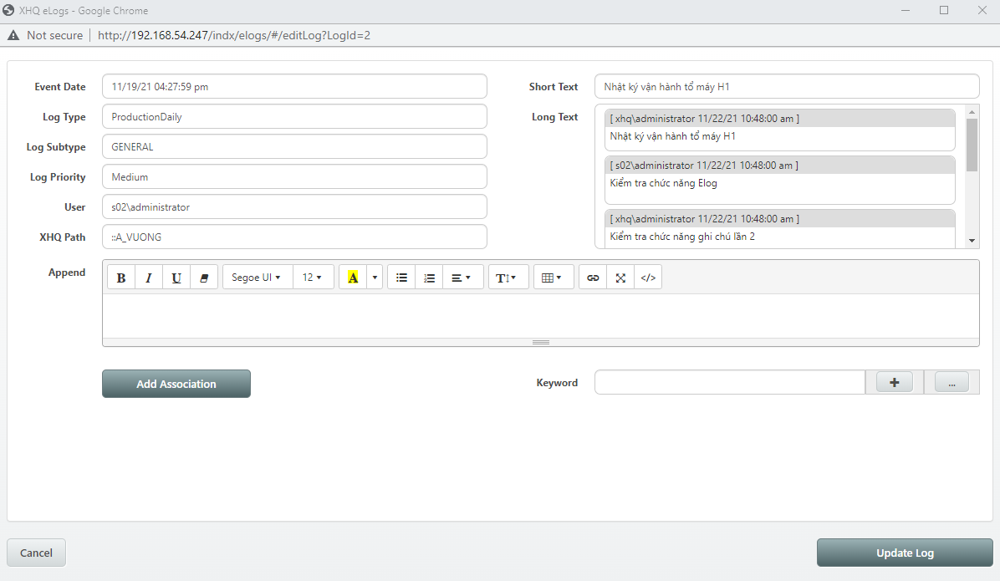 XHQ eLogs - Google Chrome
Not secure | http://192.168.54.247/indx/elogs/#/editLog?LogId=2
Event Date 11/19/21 04:27:59 pm
Log Type ProductionDaily
Log Subtype GENERAL
Log Priority Medium
User s02\administrator
XHQ Path ::A_VUONG
Short Text Nhật ký vận hành tổ máy H1
Long Text
[ xhq\administrator 11/22/21 10:48:00 am ]
Nhật ký vận hành tổ máy H1
[ s02\administrator 11/22/21 10:48:00 am ]
Kiểm tra chức năng Elog
[ xhq\administrator 11/22/21 10:48:00 am ]
Kiểm tra chức năng ghi chú lần 2
Append
B I U Segoe UI 12 A T </>
Add Association
Keyword + ...
Cancel
Update Log